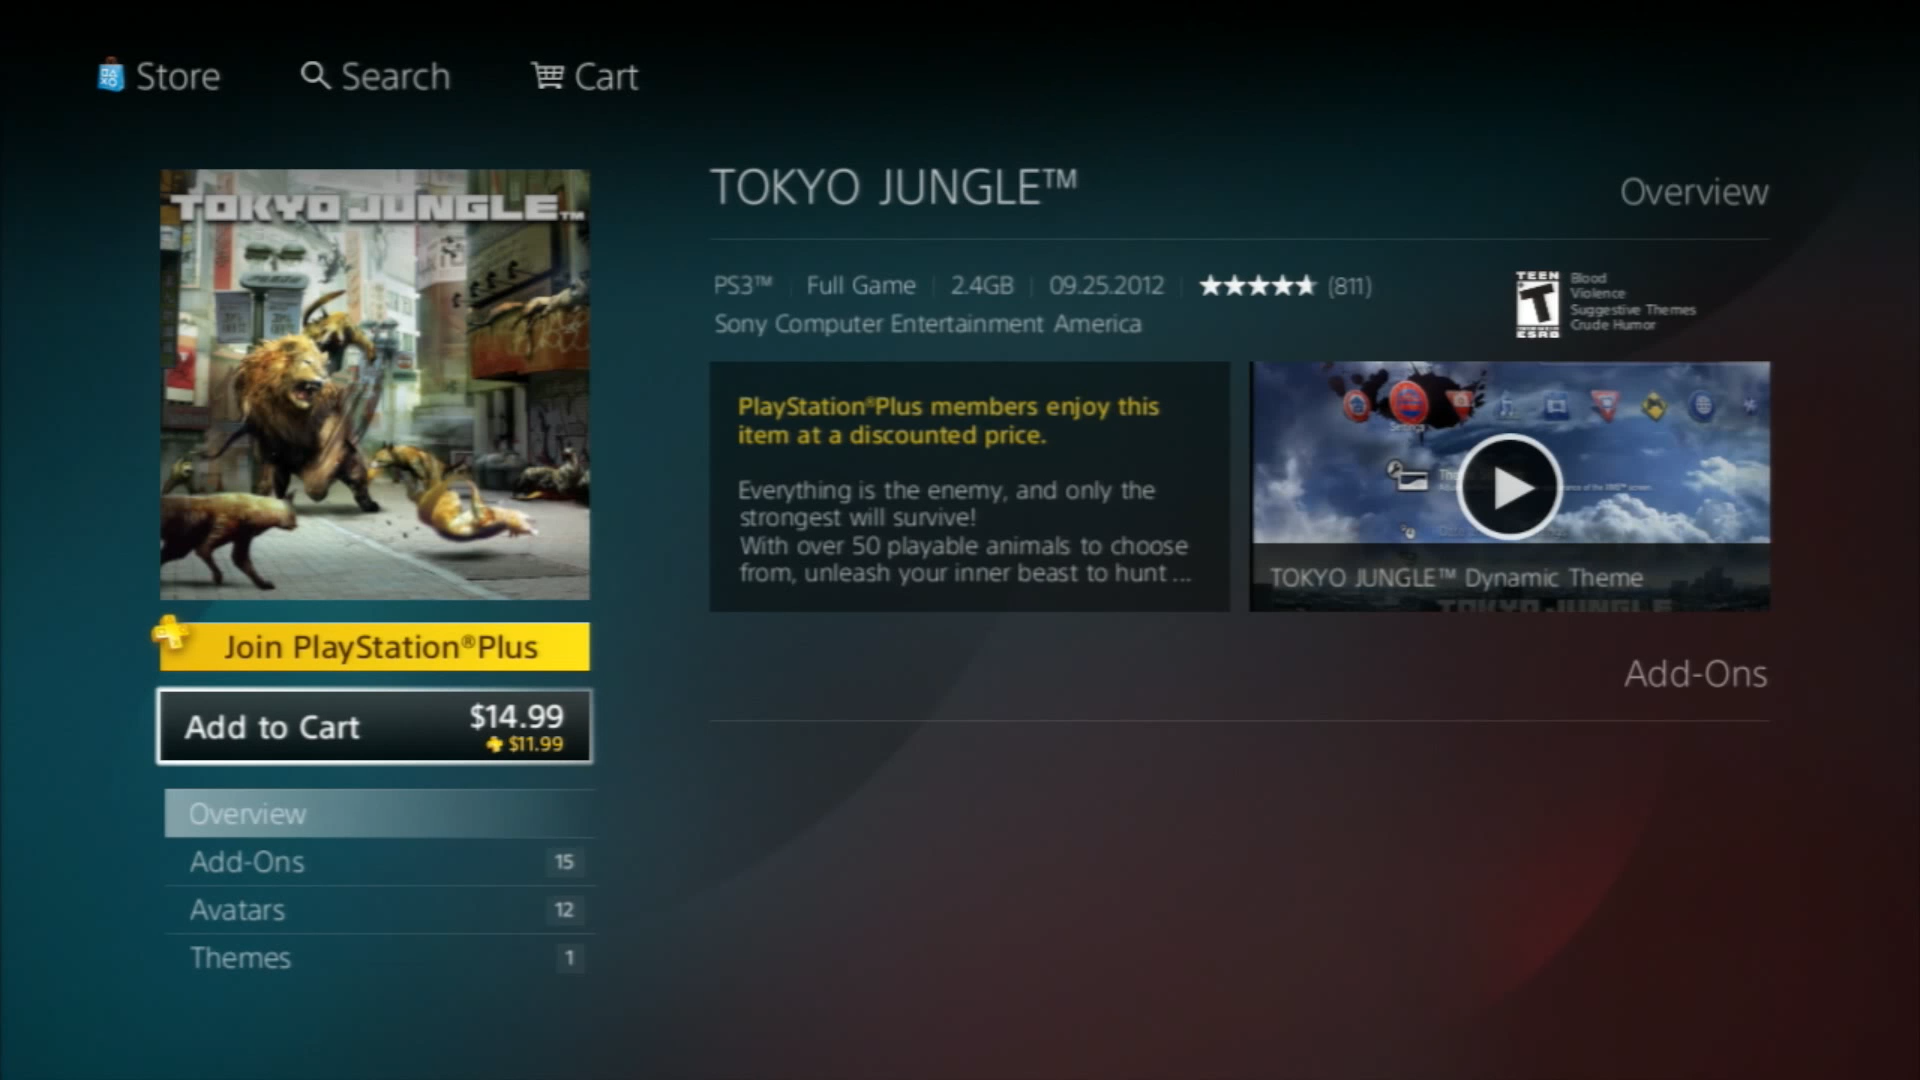 Store
Search
Cart
TOKYO JUNGLE™
TOKYO JUNGLE™
Overview
PS3™ | Full Game | 2.4GB | 09.25.2012 | (811)
Sony Computer Entertainment America
TEEN
T
ESRB
Blood
Violence
Suggestive Themes
Crude Humor
PlayStation®Plus members enjoy this
item at a discounted price.
Everything is the enemy, and only the
strongest will survive!
With over 50 playable animals to choose
from, unleash your inner beast to hunt ...
Settings
TOKYO JUNGLE™ Dynamic Theme
TOKYO JUNGLE
Join PlayStation®Plus
Add to Cart
$14.99
$11.99
Add-Ons
Overview
Add-Ons 15
Avatars 12
Themes 1